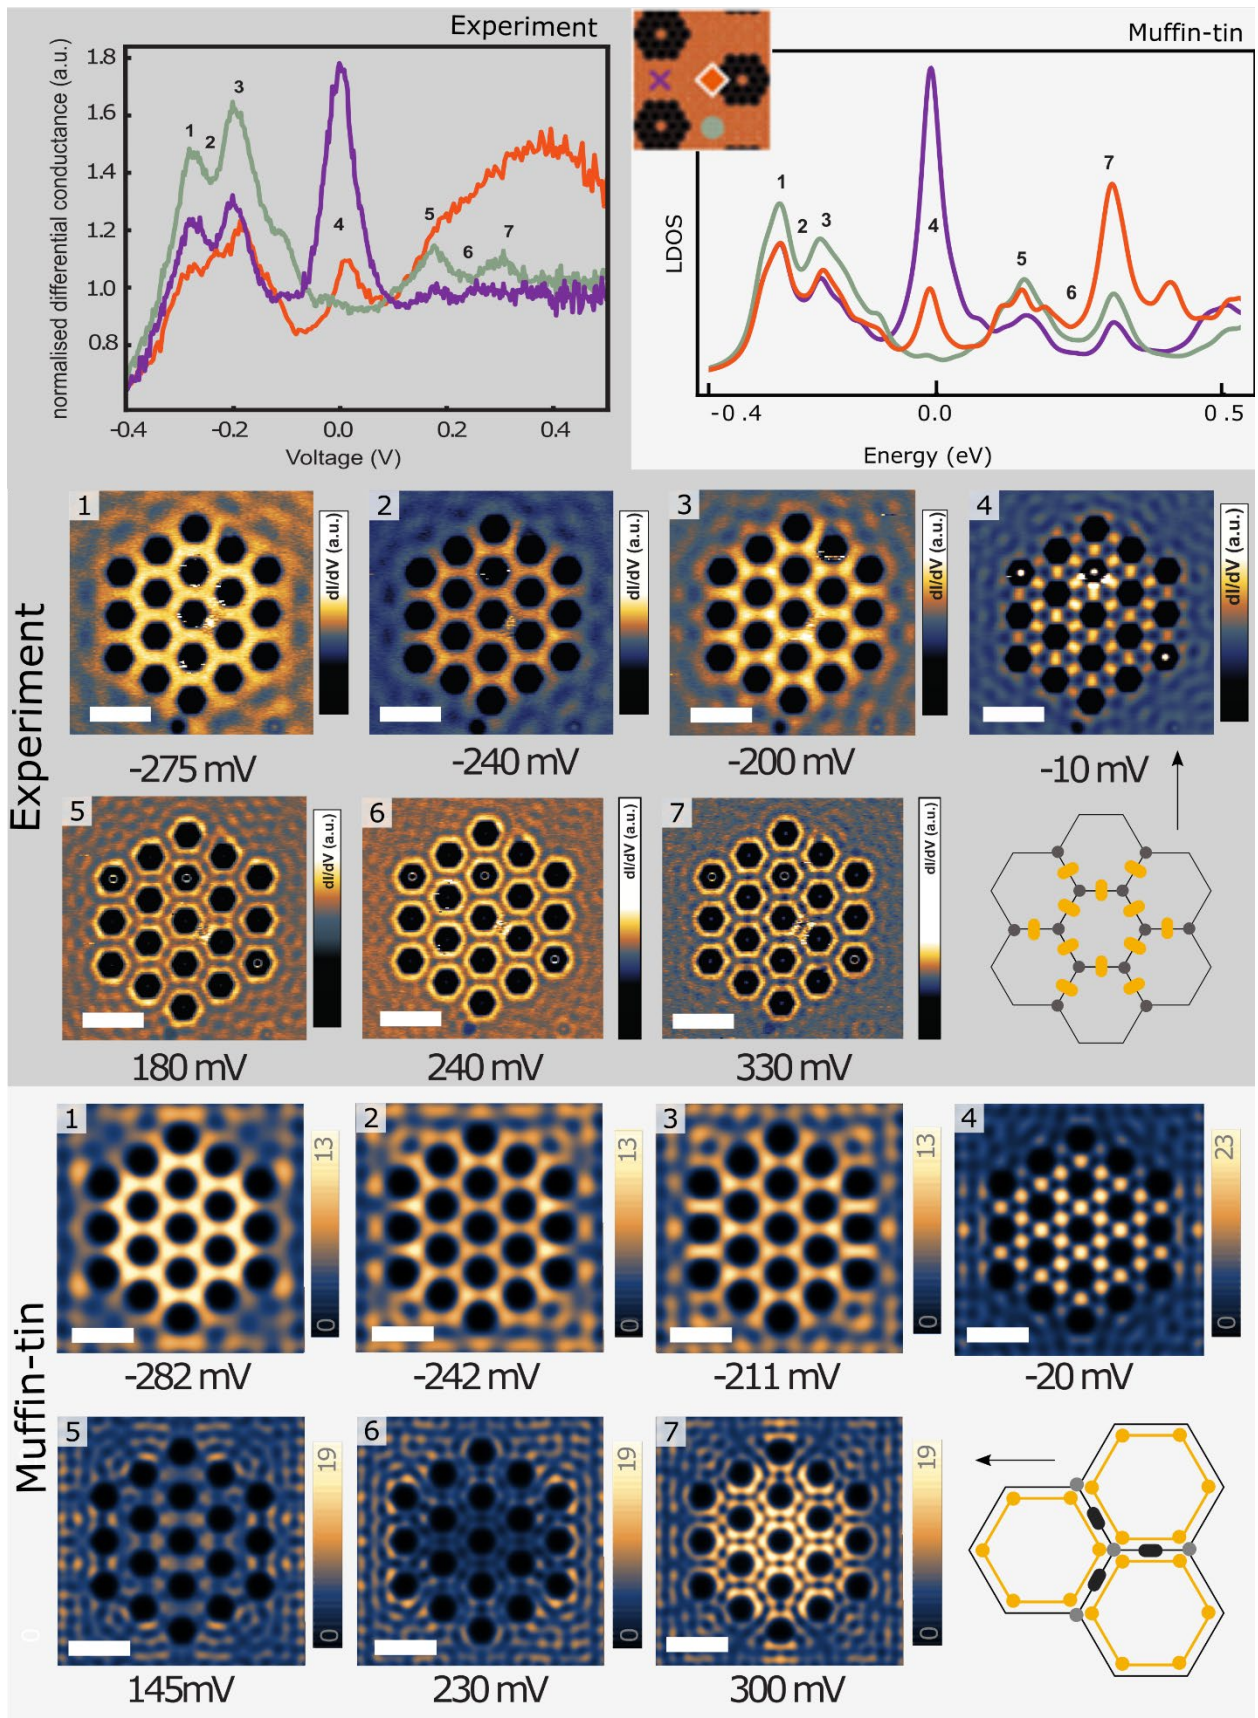 Experiment
normalised differential conductance (a.u.)
1.8
1.6
1.4
1.2
1.0
0.8
1
2
3
4
5
6
7
-0.4
-0.2
0.0
0.2
0.4
Voltage (V)
Muffin-tin
LDOS
1
2
3
4
5
6
7
-0.4
0.0
0.5
Energy (eV)
Experiment
1
dI/dV (a.u.)
-275 mV
2
dI/dV (a.u.)
-240 mV
3
dI/dV (a.u.)
-200 mV
4
dI/dV (a.u.)
-10 mV
5
dI/dV (a.u.)
180 mV
6
dI/dV (a.u.)
240 mV
7
dI/dV (a.u.)
330 mV
Muffin-tin
1
13
0
-282 mV
2
13
0
-242 mV
3
13
0
-211 mV
4
23
0
-20 mV
5
19
0
145mV
6
19
0
230 mV
7
19
0
300 mV
0